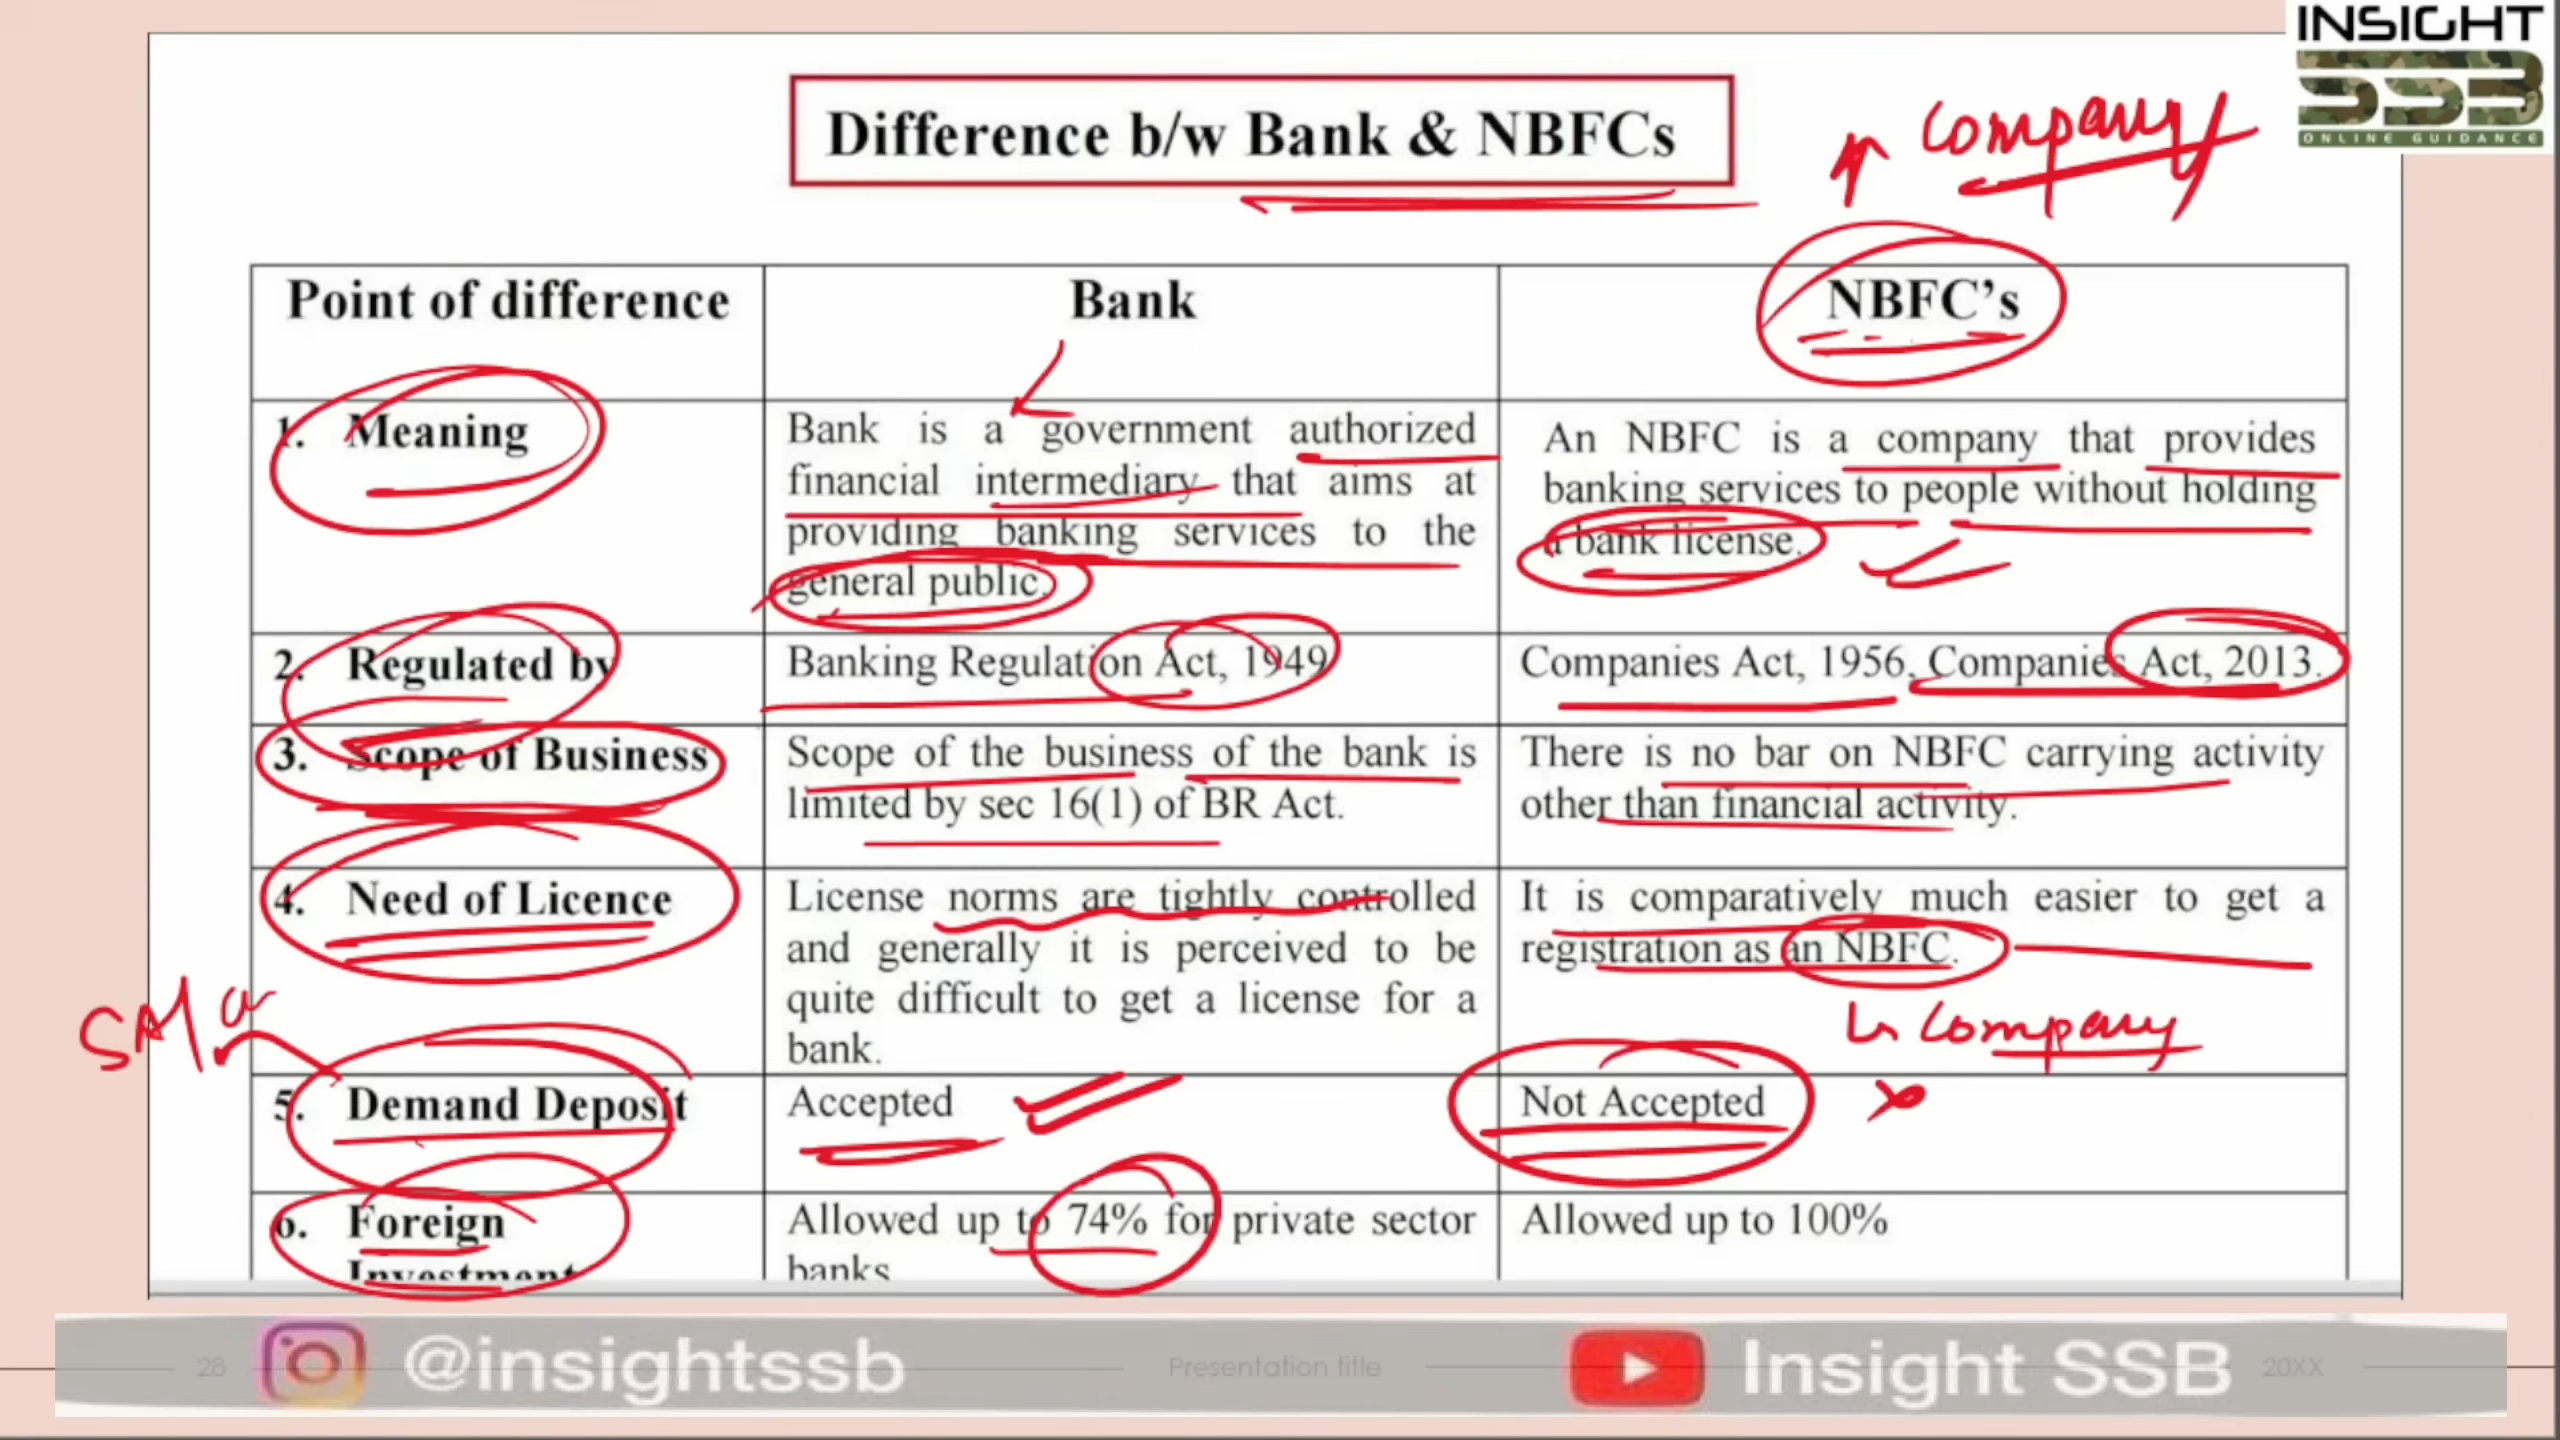 INSIGHT
SSB
ONLINE GUIDANCE
Difference b/w Bank & NBFCs
Company
Point of difference
Bank
NBFC's
1. Meaning
Bank is a government authorized
financial intermediary that aims at
providing banking services to the
general public.
An NBFC is a company that provides
banking services to people without holding
a bank license.
2. Regulated by
Banking Regulation Act, 1949
Companies Act, 1956, Companies Act, 2013.
3. Scope of Business
Scope of the business of the bank is
limited by sec 16(1) of BR Act.
There is no bar on NBFC carrying activity
other than financial activity.
4. Need of Licence
License norms are tightly controlled
and generally it is perceived to be
quite difficult to get a license for a
bank.
It is comparatively much easier to get a
registration as an NBFC.
Company
5. Demand Deposit
Accepted
Not Accepted
6. Foreign
Investment
Allowed up to 74% for private sector
banks
Allowed up to 100%
28
@insightssb
Presentation title
Insight SSB
20XX